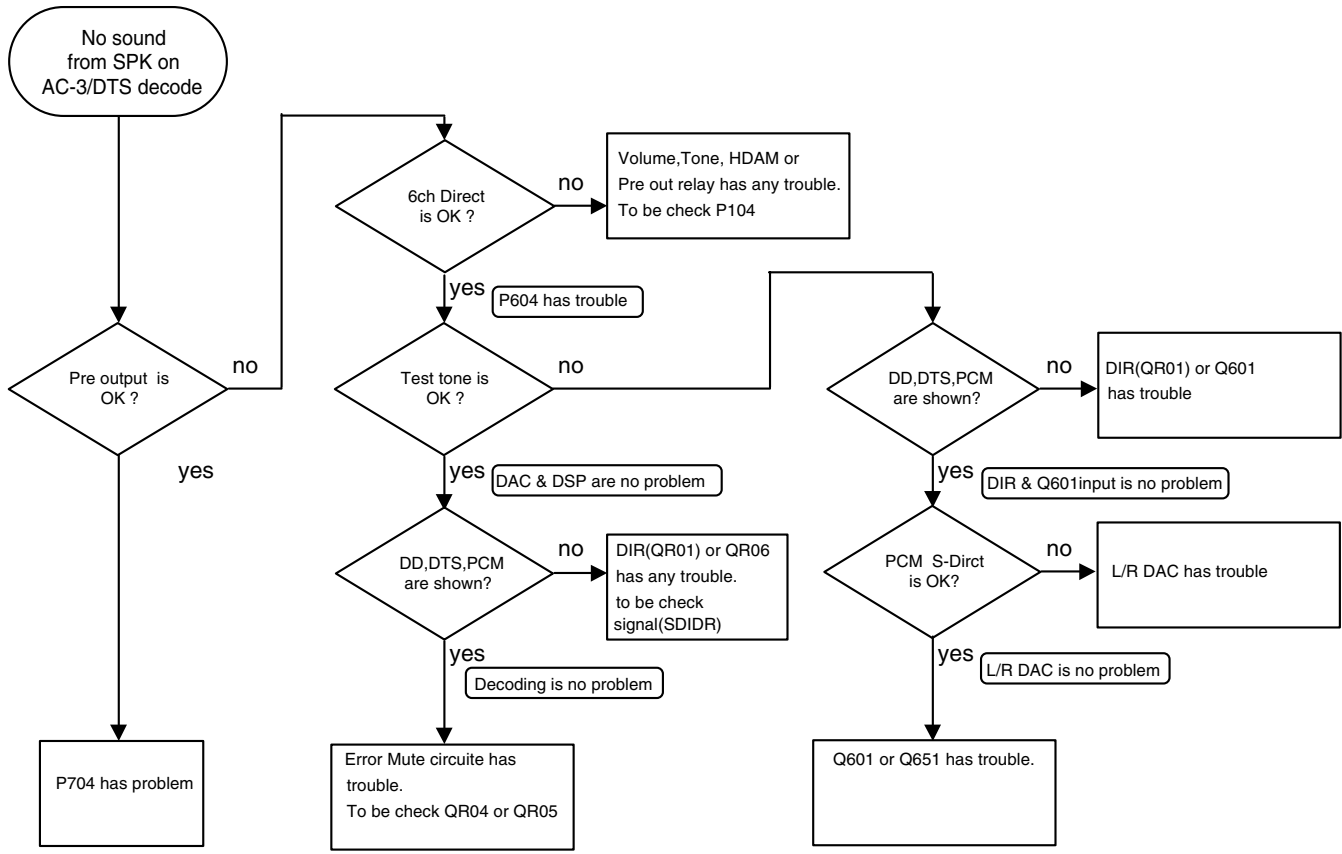 No sound
from SPK on
AC-3/DTS decode
Pre output is
OK ?
no
yes
P704 has problem
6ch Direct
is OK ?
no
Volume,Tone, HDAM or
Pre out relay has any trouble.
To be check P104
yes
P604 has trouble
Test tone is
OK ?
no
yes
DAC & DSP are no problem
DD,DTS,PCM
are shown?
no
DIR(QR01) or QR06
has any trouble.
to be check
signal(SDIDR)
yes
Decoding is no problem
Error Mute circuite has
trouble.
To be check QR04 or QR05
DD,DTS,PCM
are shown?
no
DIR(QR01) or Q601
has trouble
yes
DIR & Q601input is no problem
PCM S-Dirct
is OK?
no
L/R DAC has trouble
yes
L/R DAC is no problem
Q601 or Q651 has trouble.